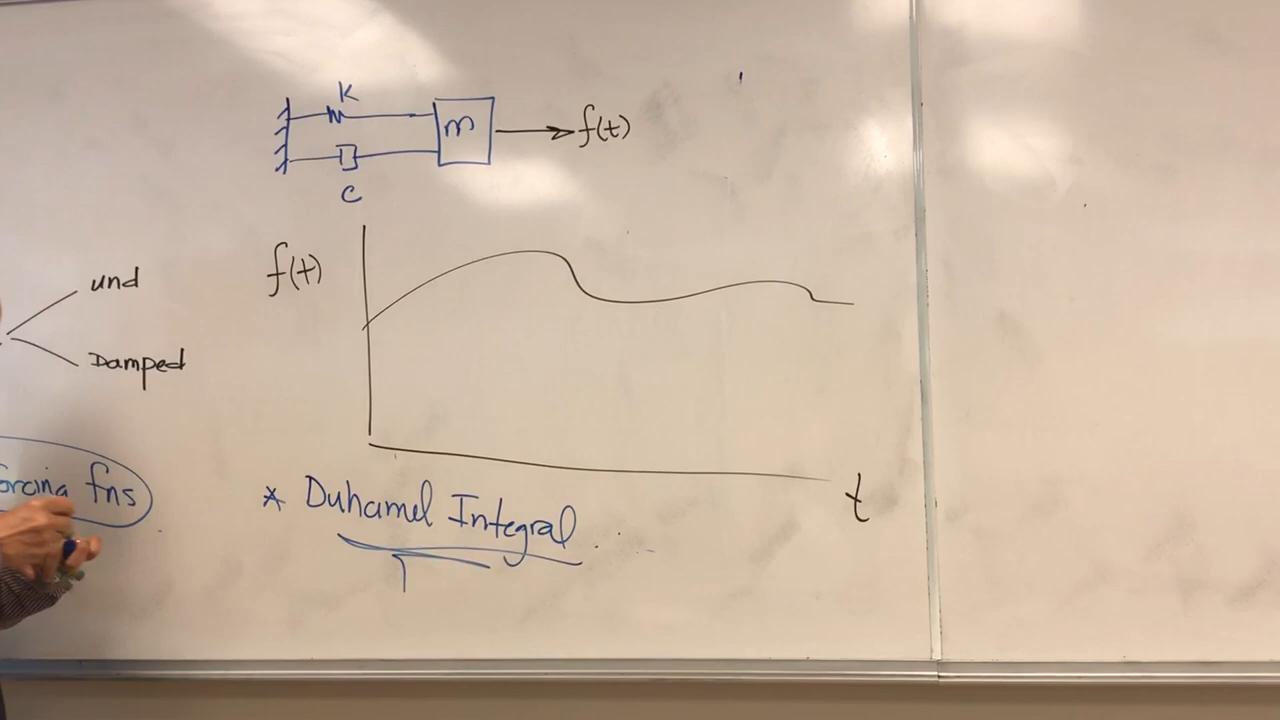 K
m
f(t)
C
f(t)
und
Damped
fns
* Duhamel Integral
t